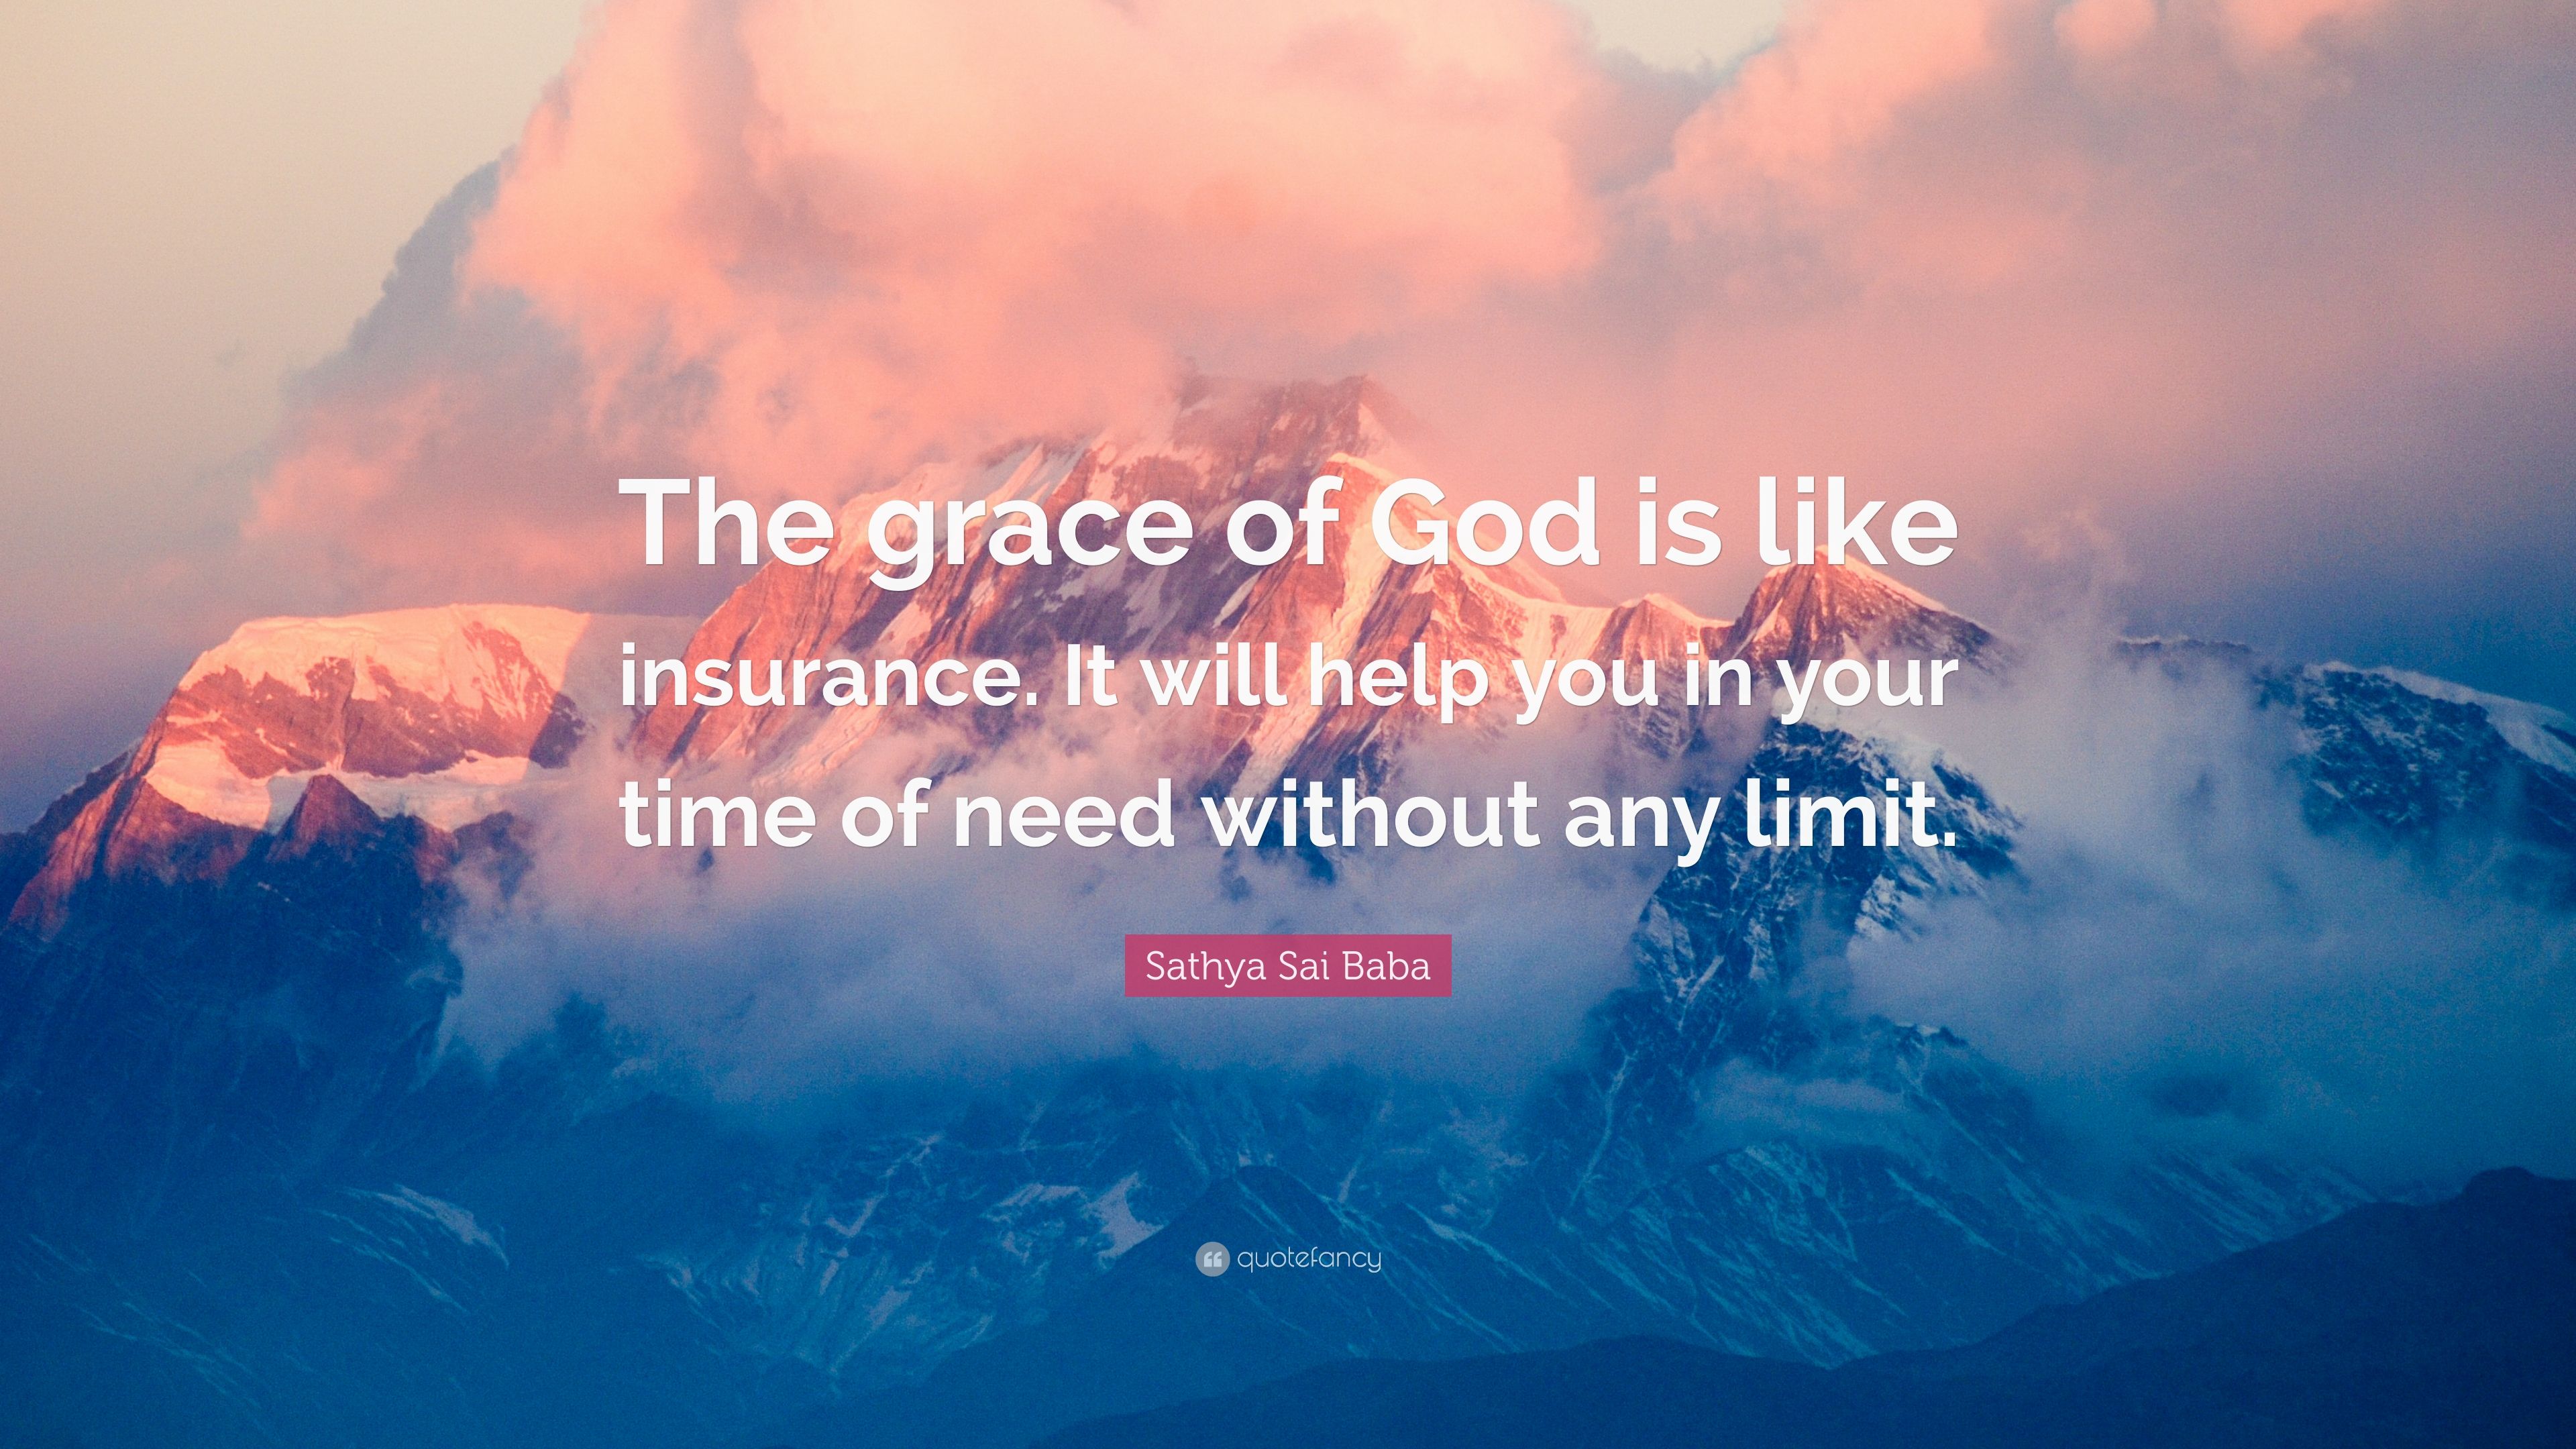 The grace of God is like
insurance. It will help you in your
time of need without any limit.
Sathya Sai Baba
quotefancy